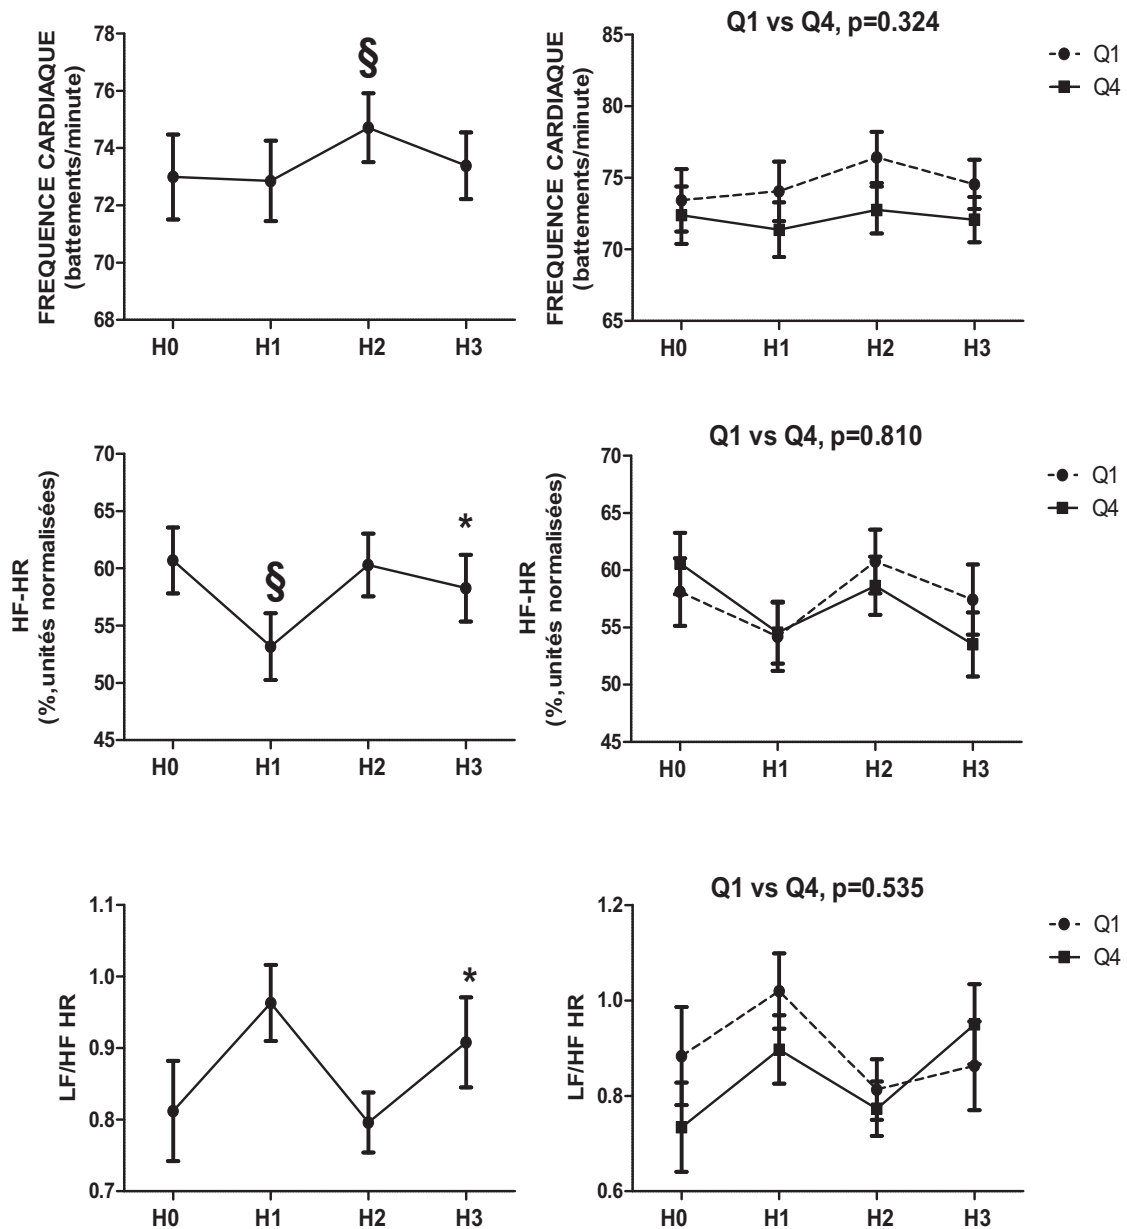 FREQUENCE CARDIAQUE
(battements/minute)
78
76
74
72
70
68
§
H0 H1 H2 H3
Q1 vs Q4, p=0.324
FREQUENCE CARDIAQUE
(battements/minute)
85
80
75
70
65
H0 H1 H2 H3
Q1
Q4
HF-HR
(%,unités normalisées)
70
65
60
55
50
45
§
*
H0 H1 H2 H3
Q1 vs Q4, p=0.810
HF-HR
(%,unités normalisées)
70
65
60
55
50
45
H0 H1 H2 H3
Q1
Q4
LF/HF HR
1.1
1.0
0.9
0.8
0.7
*
H0 H1 H2 H3
Q1 vs Q4, p=0.535
LF/HF HR
1.2
1.0
0.8
0.6
H0 H1 H2 H3
Q1
Q4